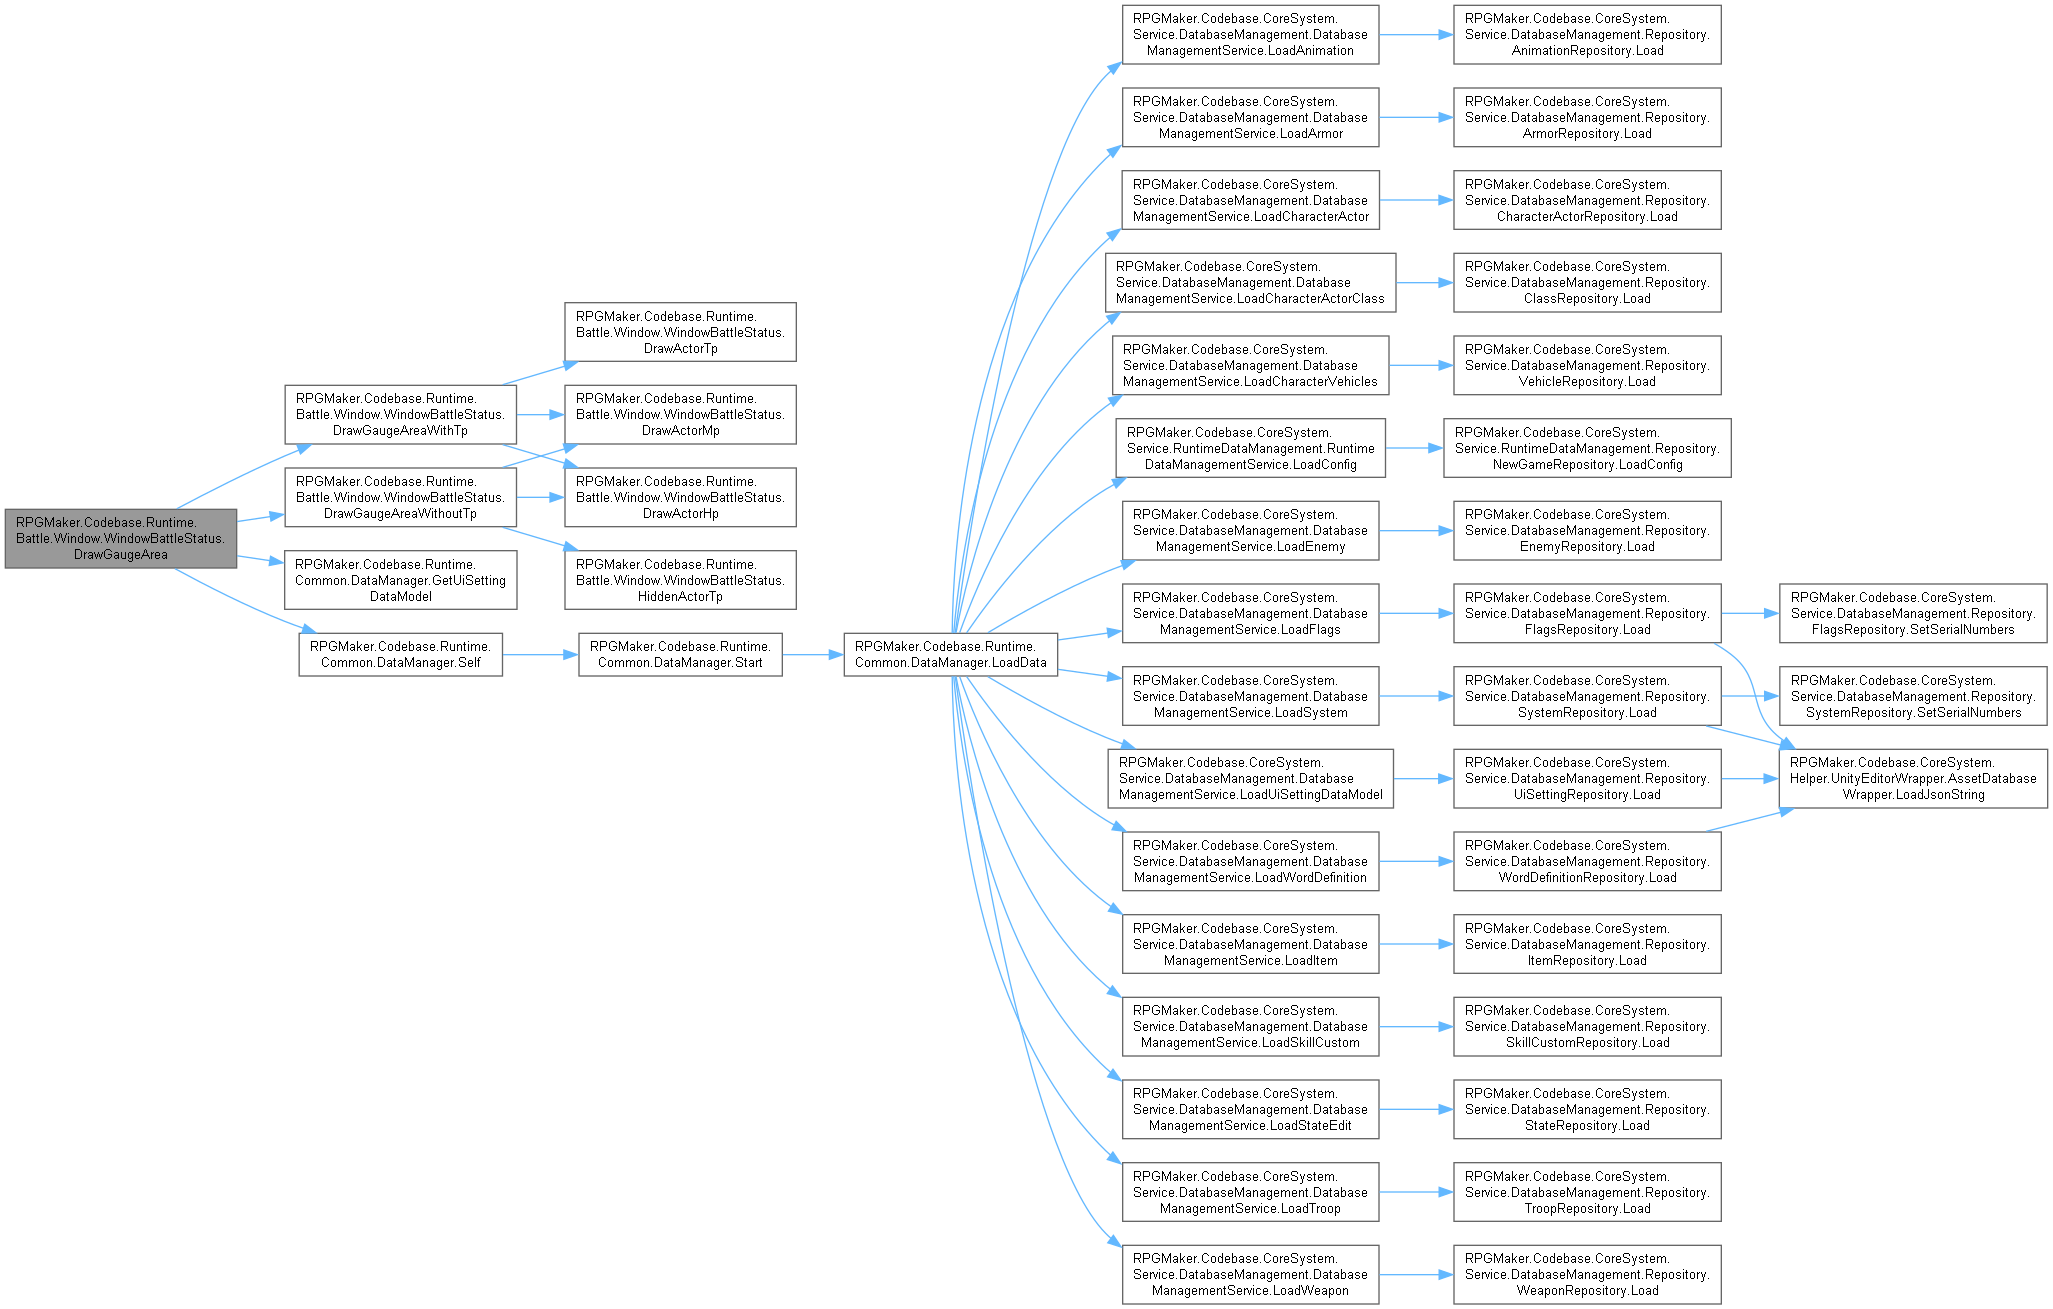 RPGMaker.Codebase.Runtime.
Battle.Window.WindowBattleStatus.
DrawGaugeArea
RPGMaker.Codebase.Runtime.
Battle.Window.WindowBattleStatus.
DrawGaugeAreaWithTp
RPGMaker.Codebase.Runtime.
Battle.Window.WindowBattleStatus.
DrawGaugeAreaWithoutTp
RPGMaker.Codebase.Runtime.
Common.DataManager.GetUiSetting
DataModel
RPGMaker.Codebase.Runtime.
Common.DataManager.Self
RPGMaker.Codebase.Runtime.
Battle.Window.WindowBattleStatus.
DrawActorTp
RPGMaker.Codebase.Runtime.
Battle.Window.WindowBattleStatus.
DrawActorMp
RPGMaker.Codebase.Runtime.
Battle.Window.WindowBattleStatus.
DrawActorHp
RPGMaker.Codebase.Runtime.
Battle.Window.WindowBattleStatus.
HiddenActorTp
RPGMaker.Codebase.Runtime.
Common.DataManager.Start
RPGMaker.Codebase.Runtime.
Common.DataManager.LoadData
RPGMaker.Codebase.CoreSystem.
Service.DatabaseManagement.Database
ManagementService.LoadAnimation
RPGMaker.Codebase.CoreSystem.
Service.DatabaseManagement.Database
ManagementService.LoadArmor
RPGMaker.Codebase.CoreSystem.
Service.DatabaseManagement.Database
ManagementService.LoadCharacterActor
RPGMaker.Codebase.CoreSystem.
Service.DatabaseManagement.Database
ManagementService.LoadCharacterActorClass
RPGMaker.Codebase.CoreSystem.
Service.DatabaseManagement.Database
ManagementService.LoadCharacterVehicles
RPGMaker.Codebase.CoreSystem.
Service.RuntimeDataManagement.Runtime
DataManagementService.LoadConfig
RPGMaker.Codebase.CoreSystem.
Service.DatabaseManagement.Database
ManagementService.LoadEnemy
RPGMaker.Codebase.CoreSystem.
Service.DatabaseManagement.Database
ManagementService.LoadFlags
RPGMaker.Codebase.CoreSystem.
Service.DatabaseManagement.Database
ManagementService.LoadSystem
RPGMaker.Codebase.CoreSystem.
Service.DatabaseManagement.Database
ManagementService.LoadUiSettingDataModel
RPGMaker.Codebase.CoreSystem.
Service.DatabaseManagement.Database
ManagementService.LoadWordDefinition
RPGMaker.Codebase.CoreSystem.
Service.DatabaseManagement.Database
ManagementService.LoadItem
RPGMaker.Codebase.CoreSystem.
Service.DatabaseManagement.Database
ManagementService.LoadSkillCustom
RPGMaker.Codebase.CoreSystem.
Service.DatabaseManagement.Database
ManagementService.LoadStateEdit
RPGMaker.Codebase.CoreSystem.
Service.DatabaseManagement.Database
ManagementService.LoadTroop
RPGMaker.Codebase.CoreSystem.
Service.DatabaseManagement.Database
ManagementService.LoadWeapon
RPGMaker.Codebase.CoreSystem.
Service.DatabaseManagement.Repository.
AnimationRepository.Load
RPGMaker.Codebase.CoreSystem.
Service.DatabaseManagement.Repository.
ArmorRepository.Load
RPGMaker.Codebase.CoreSystem.
Service.DatabaseManagement.Repository.
CharacterActorRepository.Load
RPGMaker.Codebase.CoreSystem.
Service.DatabaseManagement.Repository.
ClassRepository.Load
RPGMaker.Codebase.CoreSystem.
Service.DatabaseManagement.Repository.
VehicleRepository.Load
RPGMaker.Codebase.CoreSystem.
Service.RuntimeDataManagement.Repository.
NewGameRepository.LoadConfig
RPGMaker.Codebase.CoreSystem.
Service.DatabaseManagement.Repository.
EnemyRepository.Load
RPGMaker.Codebase.CoreSystem.
Service.DatabaseManagement.Repository.
FlagsRepository.Load
RPGMaker.Codebase.CoreSystem.
Service.DatabaseManagement.Repository.
SystemRepository.Load
RPGMaker.Codebase.CoreSystem.
Service.DatabaseManagement.Repository.
UiSettingRepository.Load
RPGMaker.Codebase.CoreSystem.
Service.DatabaseManagement.Repository.
WordDefinitionRepository.Load
RPGMaker.Codebase.CoreSystem.
Service.DatabaseManagement.Repository.
ItemRepository.Load
RPGMaker.Codebase.CoreSystem.
Service.DatabaseManagement.Repository.
SkillCustomRepository.Load
RPGMaker.Codebase.CoreSystem.
Service.DatabaseManagement.Repository.
StateRepository.Load
RPGMaker.Codebase.CoreSystem.
Service.DatabaseManagement.Repository.
TroopRepository.Load
RPGMaker.Codebase.CoreSystem.
Service.DatabaseManagement.Repository.
WeaponRepository.Load
RPGMaker.Codebase.CoreSystem.
Service.DatabaseManagement.Repository.
FlagsRepository.SetSerialNumbers
RPGMaker.Codebase.CoreSystem.
Service.DatabaseManagement.Repository.
SystemRepository.SetSerialNumbers
RPGMaker.Codebase.CoreSystem.
Helper.UnityEditorWrapper.AssetDatabase
Wrapper.LoadJsonString